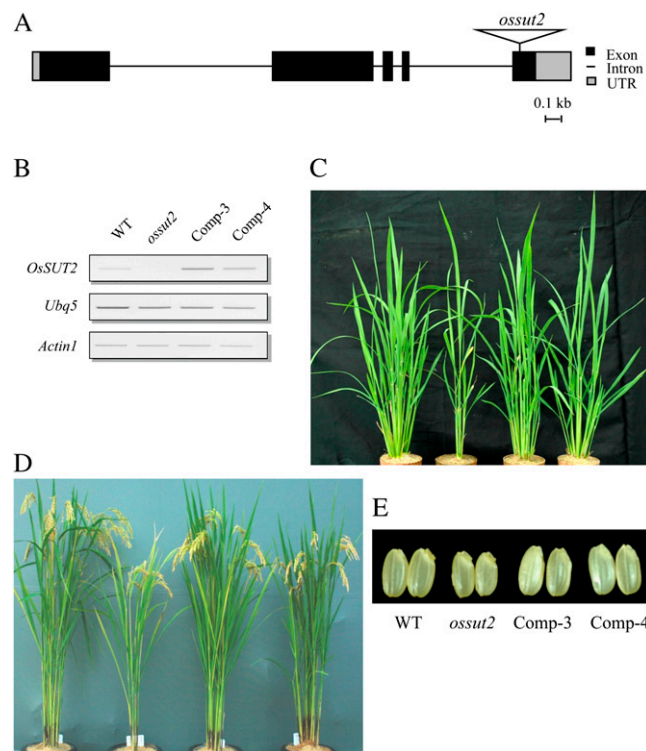 A
ossut2
Exon
Intron
UTR
0.1 kb
B
WT
ossut2
Comp-3
Comp-4
OsSUT2
Ubq5
Actin1
C
D
E
WT
ossut2
Comp-3
Comp-4